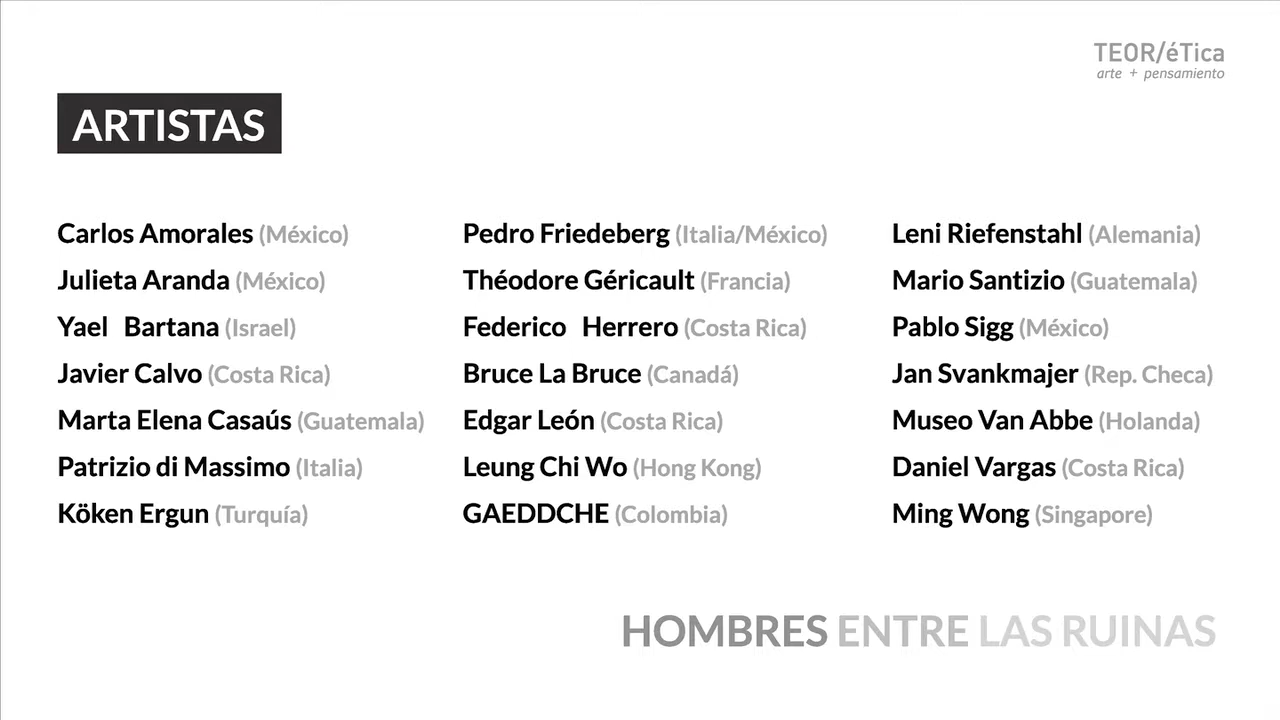 TEOR/éTica
arte + pensamiento
ARTISTAS
Carlos Amorales (México)
Julieta Aranda (México)
Yael Bartana (Israel)
Javier Calvo (Costa Rica)
Marta Elena Casaús (Guatemala)
Patrizio di Massimo (Italia)
Köken Ergun (Turquía)
Pedro Friedeberg (Italia/México)
Théodore Géricault (Francia)
Federico Herrero (Costa Rica)
Bruce La Bruce (Canadá)
Edgar León (Costa Rica)
Leung Chi Wo (Hong Kong)
GAEDDCHE (Colombia)
Leni Riefenstahl (Alemania)
Mario Santizio (Guatemala)
Pablo Sigg (México)
Jan Svankmajer (Rep. Checa)
Museo Van Abbe (Holanda)
Daniel Vargas (Costa Rica)
Ming Wong (Singapore)
HOMBRES ENTRE LAS RUINAS